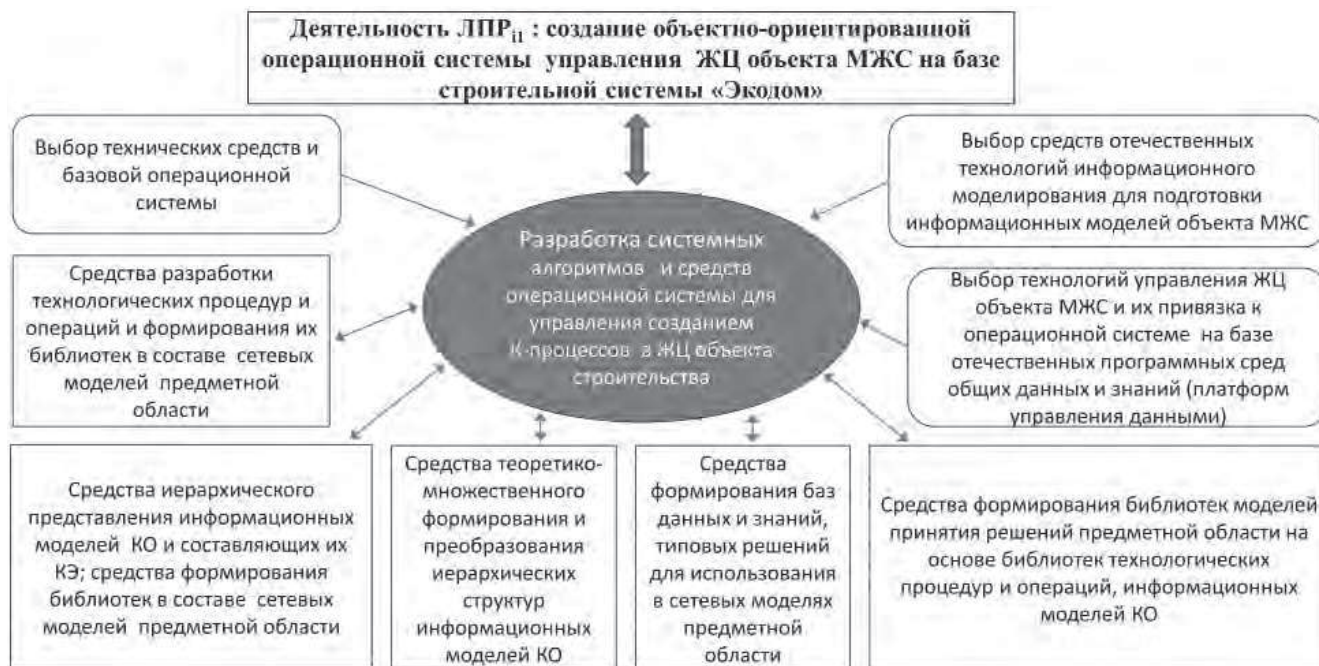 Деятельность ЛПРi1 : создание объектно-ориентированной
операционной системы управления ЖЦ объекта МЖС на базе
строительной системы «Экодом»
Выбор технических средств и
базовой операционной
системы
Выбор средств отечественных
технологий информационного
моделирования для подготовки
информационных моделей объекта МЖС
Разработка системных
алгоритмов и средств
операционной системы для
управления созданием
К-процессов в ЖЦ объекта
строительства
Средства разработки
технологических процедур и
операций и формирования их
библиотек в составе сетевых
моделей предметной
области
Выбор технологий управления ЖЦ
объекта МЖС и их привязка к
операционной системе на базе
отечественных программных сред
общих данных и знаний (платформ
управления данными)
Средства иерархического
представления информационных
моделей КО и составляющих их
КЭ; средства формирования
библиотек в составе сетевых
моделей предметной области
Средства теоретико-
множественного
формирования и
преобразования
иерархических
структур
информационных
моделей КО
Средства
формирования баз
данных и знаний,
типовых решений
для использования
в сетевых моделях
предметной
области
Средства формирования библиотек моделей
принятия решений предметной области на
основе библиотек технологических
процедур и операций, информационных
моделей КО